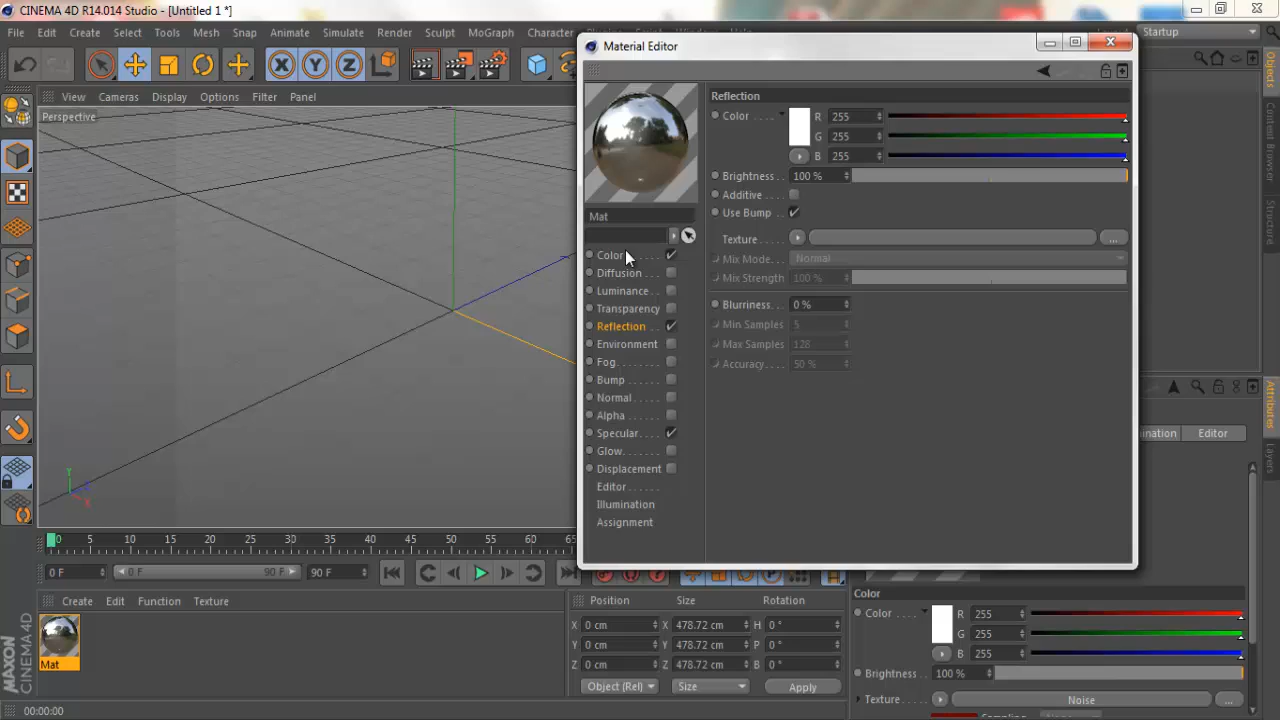 CINEMA 4D R14.014 Studio - [Untitled 1 *]
File Edit Create Select Tools Mesh Snap Animate Simulate Render Sculpt MoGraph Character Startup
Material Editor
View Cameras Display Options Filter Panel
Perspective
Reflection
Color R 255
G 255
B 255
Brightness 100 %
Additive
Use Bump
Texture ...
Mix Mode: Normal
Mix Strength 100 %
Blurriness 0 %
Min Samples 5
Max Samples 128
Accuracy 50 %
Mat
Color
Diffusion
Luminance
Transparency
Reflection
Environment
Fog
Bump
Normal
Alpha
Specular
Glow
Displacement
Editor
Illumination
Assignment
X Y Z
Y
Z
X
Objects
Content Browser
Attributes
Layers
Editor
0 5 10 15 20 25 30 35 40 45 50 55 60 65
0 F 0 F 90 F 90 F
Create Edit Function Texture
Mat
Position Size Rotation
X 0 cm X 478.72 cm H 0 °
Y 0 cm Y 478.72 cm P 0 °
Z 0 cm Z 478.72 cm B 0 °
Object (Rel) Size Apply
Color
Color R 255
G 255
B 255
Brightness 100 %
Texture Noise ...
MAXON
CINEMA 4D
00:00:00